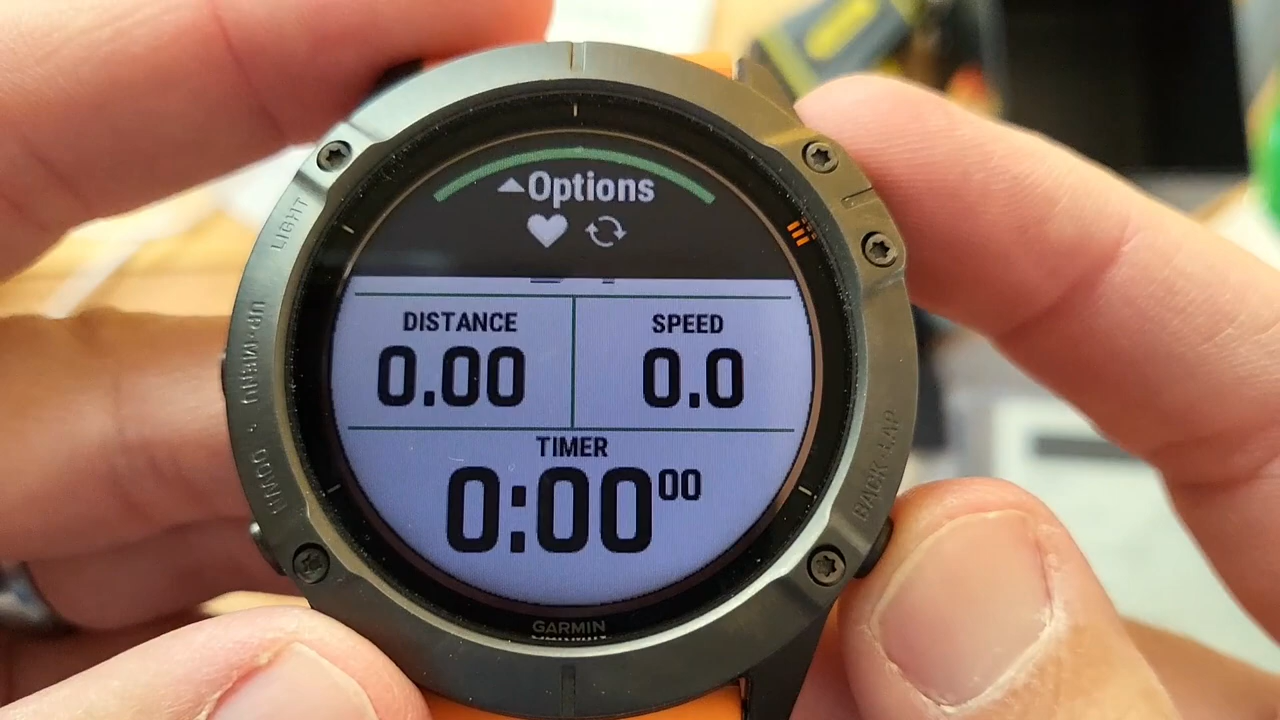 Options
LIGHT
DISTANCE SPEED
0.00 0.0
UP·MENU
TIMER
0:00 00
DOWN
BACK LAP
GARMIN